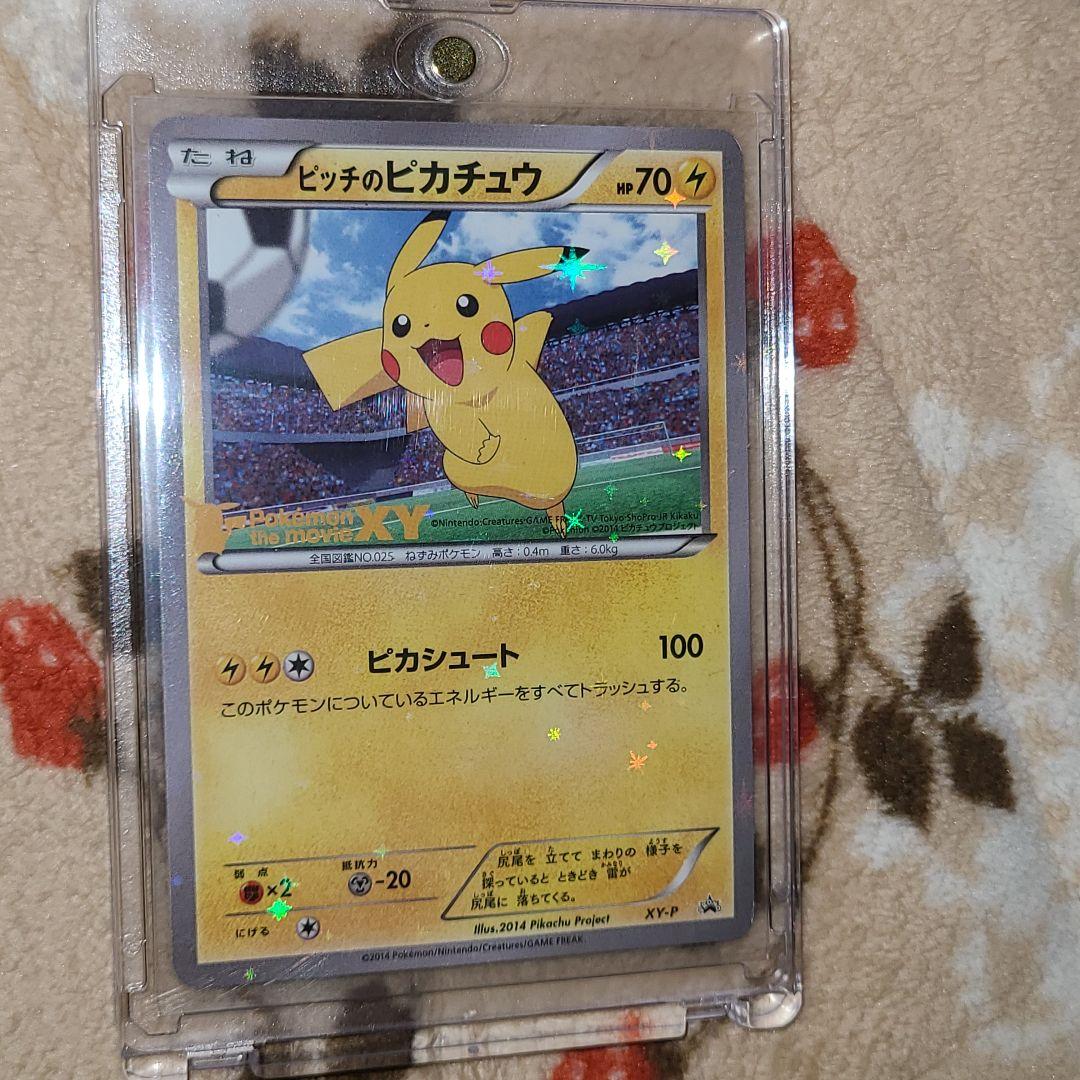 たね
ピッチのピカチュウ
HP70
Pokémon
the movie XY
©Nintendo・Creatures・GAME FREAK・TV Tokyo・ShoPro・JR Kikaku
©Pokémon ©2014 ピカチュウプロジェクト
全国図鑑NO.025 ねずみポケモン 高さ:0.4m 重さ:6.0kg
ピカシュート 100
このポケモンについているエネルギーをすべてトラッシュする。
弱点 抵抗力
×2 -20
にげる
尻尾を 立てて まわりの 様子を
探っていると ときどき 雷が
尻尾に 落ちてくる。
Illus.2014 Pikachu Project XY-P
©2014 Pokémon/Nintendo/Creatures/GAME FREAK.